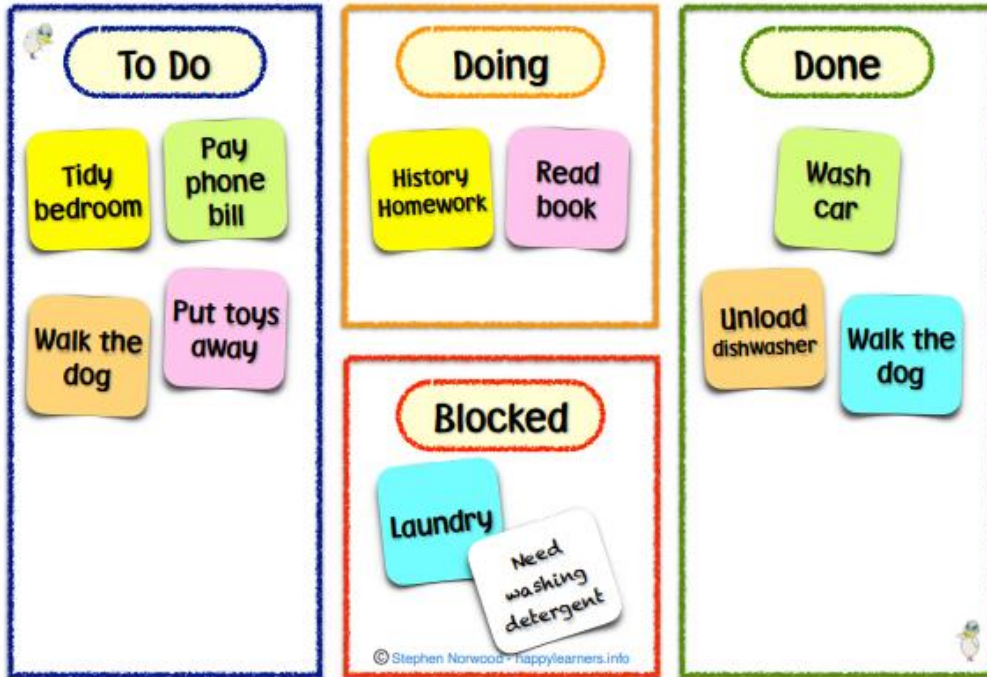 To Do
Tidy
bedroom
Pay
phone
bill
Walk the
dog
Put toys
away
Doing
History
Homework
Read
book
Blocked
Laundry
Need
washing
detergent
© Stephen Norwood - happylearners.info
Done
Wash
car
Unload
dishwasher
Walk the
dog